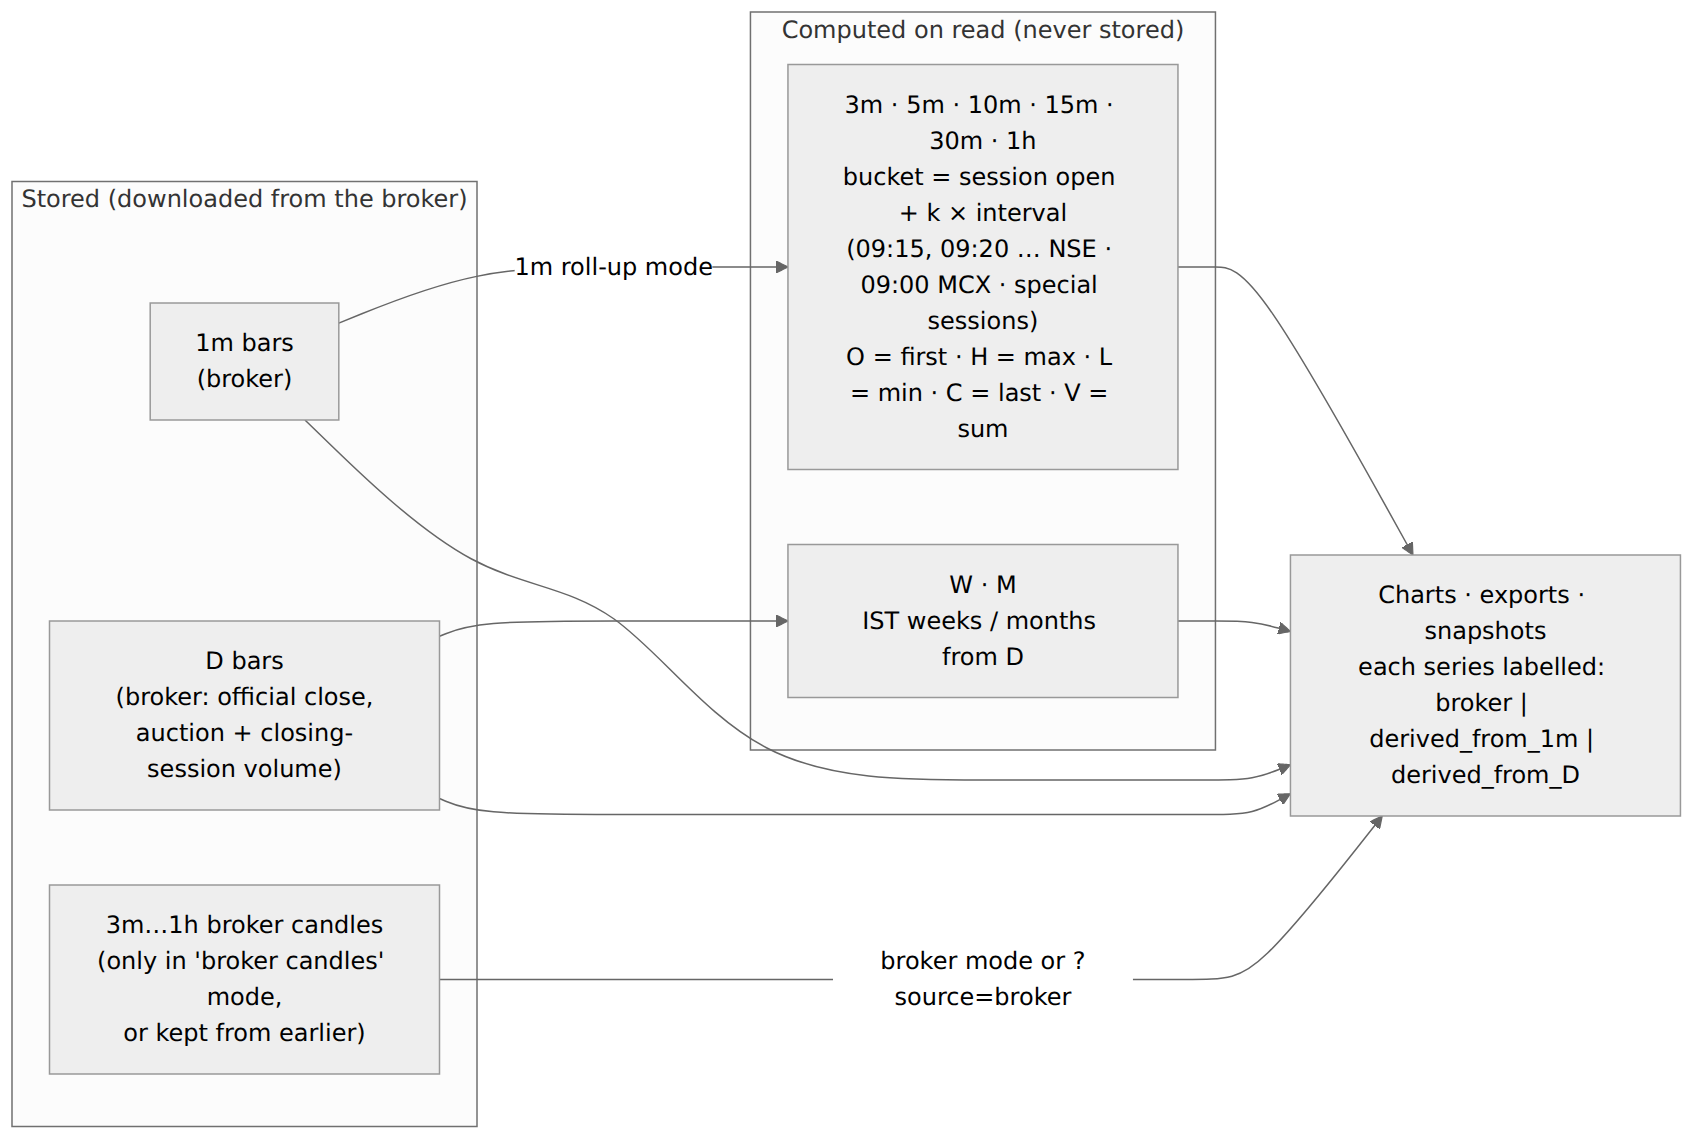 Computed on read (never stored)
3m · 5m · 10m · 15m ·
30m · 1h
bucket = session open
+ k × interval
(09:15, 09:20 … NSE ·
09:00 MCX · special
sessions)
O = first · H = max · L
= min · C = last · V =
sum
Stored (downloaded from the broker)
1m roll-up mode
1m bars
(broker)
W · M
IST weeks / months
from D
D bars
(broker: official close,
auction + closing-
session volume)
Charts · exports ·
snapshots
each series labelled:
broker |
derived_from_1m |
derived_from_D
3m…1h broker candles
(only in 'broker candles'
mode,
or kept from earlier)
broker mode or ?
source=broker